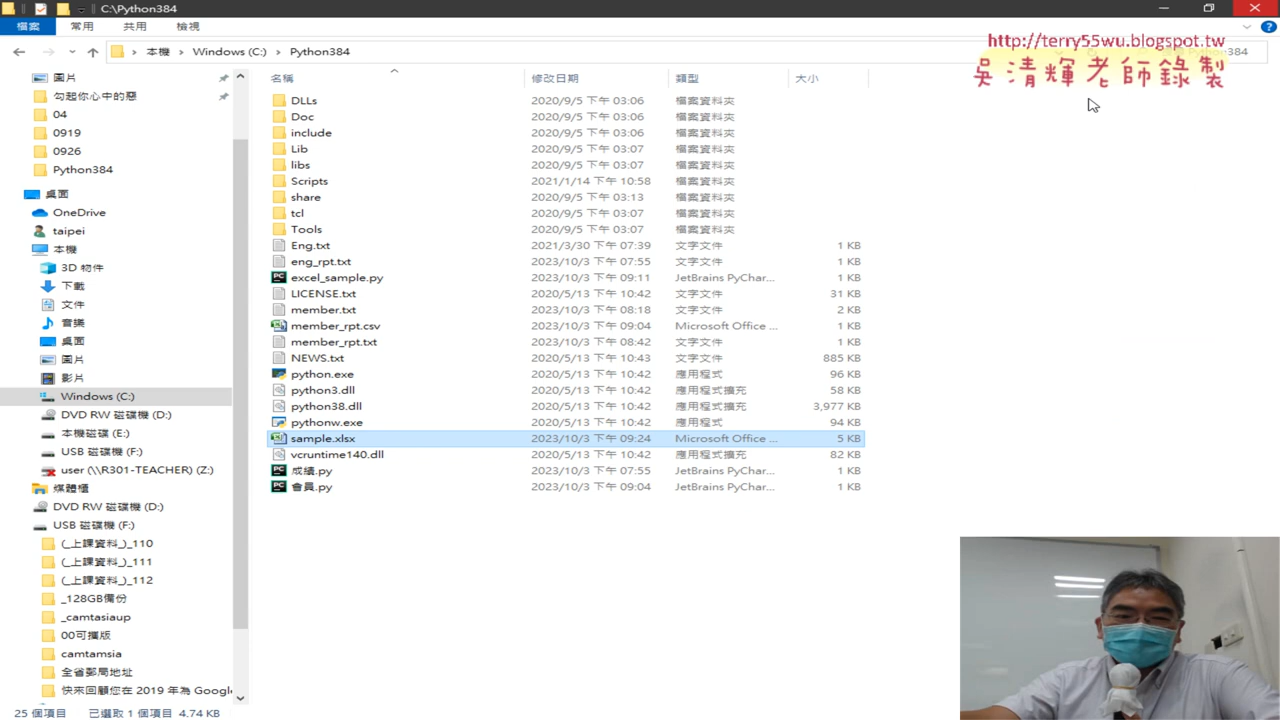 C:\Python384
檔案 常用 共用 檢視
http://terry55wu.blogspot.tw
本機 Windows (C:) Python384
吳清輝老師錄製
名稱 修改日期 類型 大小
圖片
勾起你心中的惡
04
0919
0926
Python384
桌面
OneDrive
taipei
本機
3D 物件
下載
文件
音樂
桌面
圖片
影片
Windows (C:)
DVD RW 磁碟機 (D:)
本機磁碟 (E:)
USB 磁碟機 (F:)
user (\\R301-TEACHER) (Z:)
媒體櫃
DVD RW 磁碟機 (D:)
USB 磁碟機 (F:)
(_上課資料_)_110
(_上課資料_)_111
(_上課資料_)_112
_128GB備份
_camtasiaup
00可攜版
camtamsia
全省郵局地址
快來回顧您在 2019 年為 Google
DLLs 2020/9/5 下午 03:06 檔案資料夾
Doc 2020/9/5 下午 03:06 檔案資料夾
include 2020/9/5 下午 03:06 檔案資料夾
Lib 2020/9/5 下午 03:07 檔案資料夾
libs 2020/9/5 下午 03:07 檔案資料夾
Scripts 2021/1/14 下午 10:58 檔案資料夾
share 2020/9/5 下午 03:13 檔案資料夾
tcl 2020/9/5 下午 03:07 檔案資料夾
Tools 2020/9/5 下午 03:07 檔案資料夾
Eng.txt 2021/3/30 下午 07:39 文字文件 1 KB
eng_rpt.txt 2023/10/3 下午 07:55 文字文件 1 KB
excel_sample.py 2023/10/3 下午 09:11 JetBrains PyChar... 1 KB
LICENSE.txt 2020/5/13 下午 10:42 文字文件 31 KB
member.txt 2023/10/3 下午 08:18 文字文件 2 KB
member_rpt.csv 2023/10/3 下午 09:04 Microsoft Office ... 1 KB
member_rpt.txt 2023/10/3 下午 08:42 文字文件 1 KB
NEWS.txt 2020/5/13 下午 10:43 文字文件 885 KB
python.exe 2020/5/13 下午 10:42 應用程式 96 KB
python3.dll 2020/5/13 下午 10:42 應用程式擴充 58 KB
python38.dll 2020/5/13 下午 10:42 應用程式擴充 3,977 KB
pythonw.exe 2020/5/13 下午 10:42 應用程式 94 KB
sample.xlsx 2023/10/3 下午 09:24 Microsoft Office ... 5 KB
vcruntime140.dll 2020/5/13 下午 10:42 應用程式擴充 82 KB
成績.py 2023/10/3 下午 07:55 JetBrains PyChar... 1 KB
會員.py 2023/10/3 下午 09:04 JetBrains PyChar... 1 KB
25 個項目 已選取 1 個項目 4.74 KB